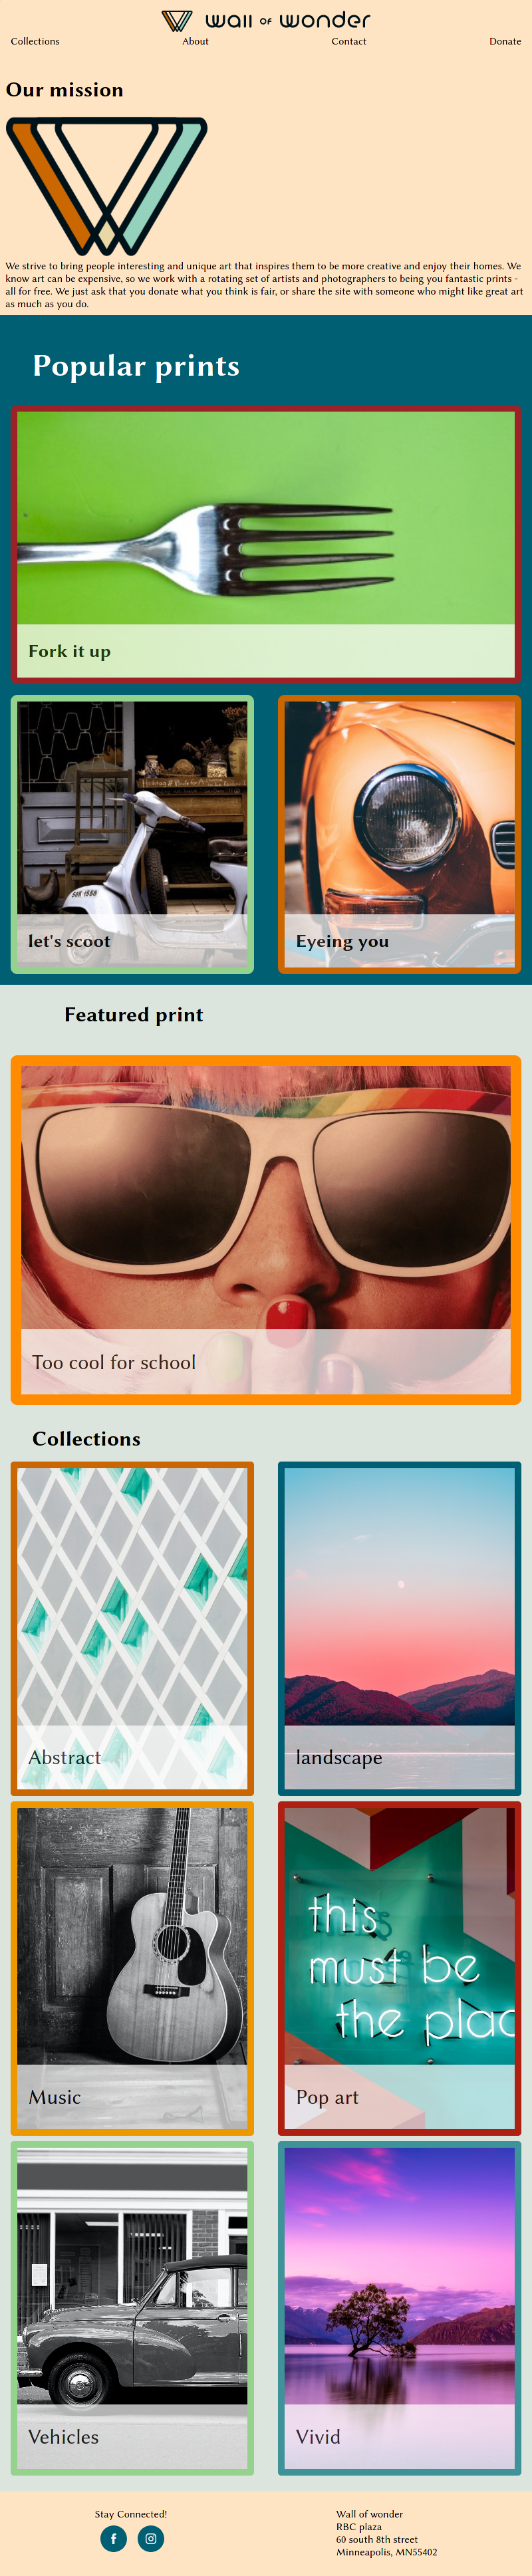 wall OF wonder
Collections About Contact Donate
Our mission
We strive to bring people interesting and unique art that inspires them to be more creative and enjoy their homes. We
know art can be expensive, so we work with a rotating set of artists and photographers to being you fantastic prints -
all for free. We just ask that you donate what you think is fair, or share the site with someone who might like great art
as much as you do.
Popular prints
Fork it up
let's scoot
Eyeing you
Featured print
Too cool for school
Collections
Abstract
landscape
Music
this
must be
the plac
Pop art
Vehicles
Vivid
Stay Connected!
Wall of wonder
RBC plaza
60 south 8th street
Minneapolis, MN55402